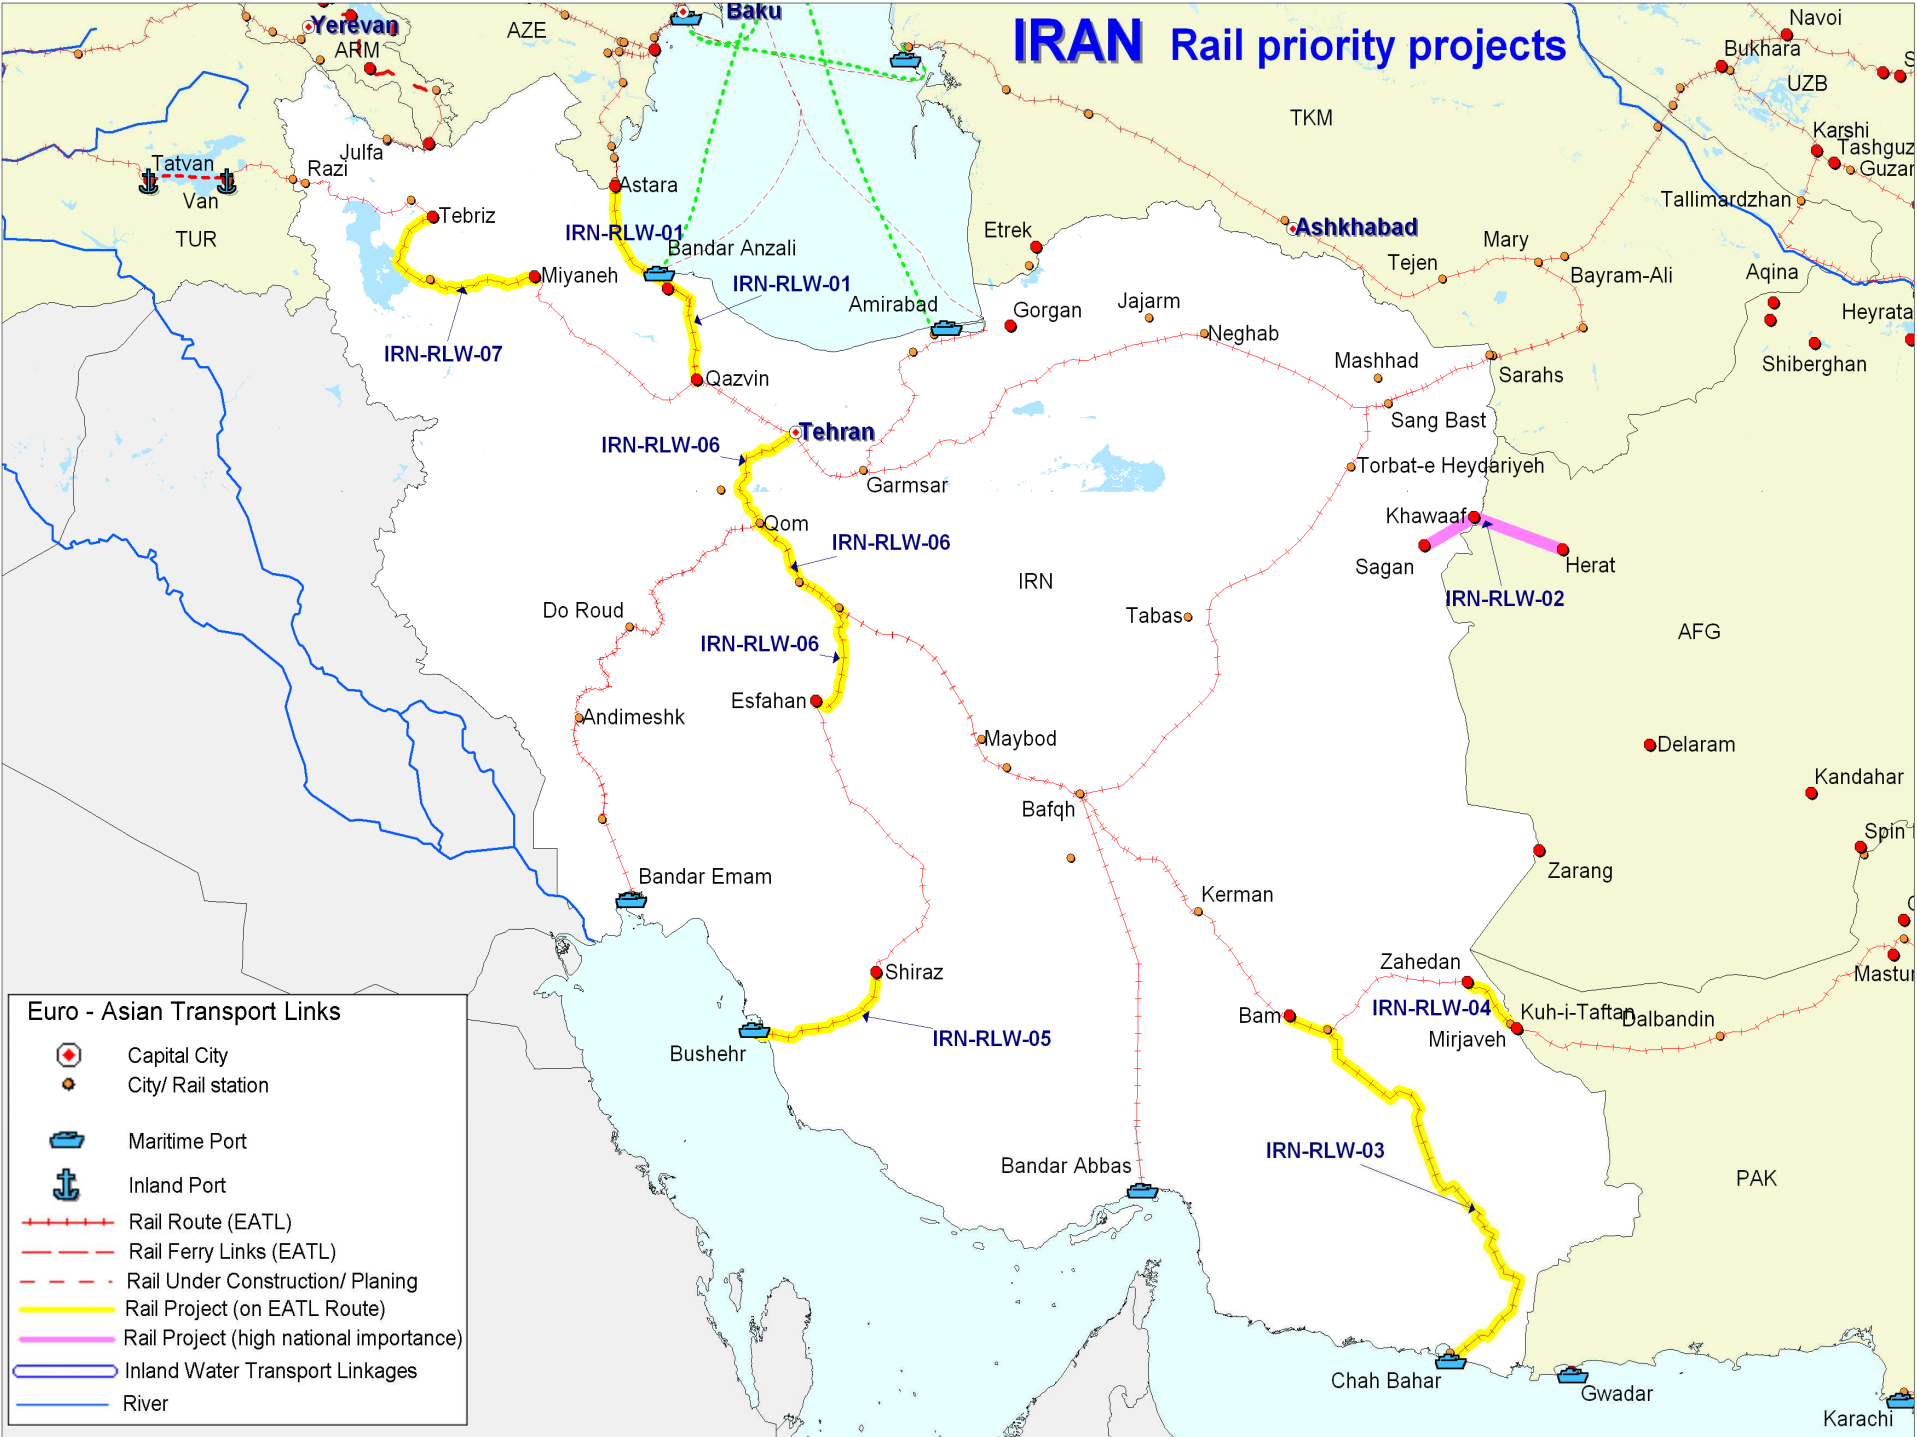 IRAN Rail priority projects
Yerevan
ARM
AZE
Baku
Navoi
Bukhara
UZB
TKM
Karshi
Tashguz
Guzar
Tallimardzhan
Julfa
Razi
Tatvan
Van
TUR
Tebriz
Astara
IRN-RLW-01
Bandar Anzali
IRN-RLW-01
Miyaneh
IRN-RLW-07
Qazvin
Etrek
Amirabad
Gorgan
Jajarm
Neghab
Ashkhabad
Tejen
Mary
Bayram-Ali
Aqina
Heyrata
Shiberghan
Mashhad
Sarahs
Sang Bast
Tehran
IRN-RLW-06
Garmsar
Torbat-e Heydariyeh
Qom
IRN-RLW-06
Khawaaf
Sagan
Herat
IRN-RLW-02
IRN
Do Roud
Tabas
AFG
IRN-RLW-06
Esfahan
Andimeshk
Maybod
Delaram
Kandahar
Bafqh
Spin
Zarang
Bandar Emam
Kerman
Zahedan
Mastur
Shiraz
IRN-RLW-04
Kuh-i-Taftan
Dalbandin
Bam
Mirjaveh
Bushehr
IRN-RLW-05
IRN-RLW-03
Bandar Abbas
PAK
Chah Bahar
Gwadar
Karachi
Euro - Asian Transport Links
Capital City
City/ Rail station
Maritime Port
Inland Port
Rail Route (EATL)
Rail Ferry Links (EATL)
Rail Under Construction/ Planing
Rail Project (on EATL Route)
Rail Project (high national importance)
Inland Water Transport Linkages
River